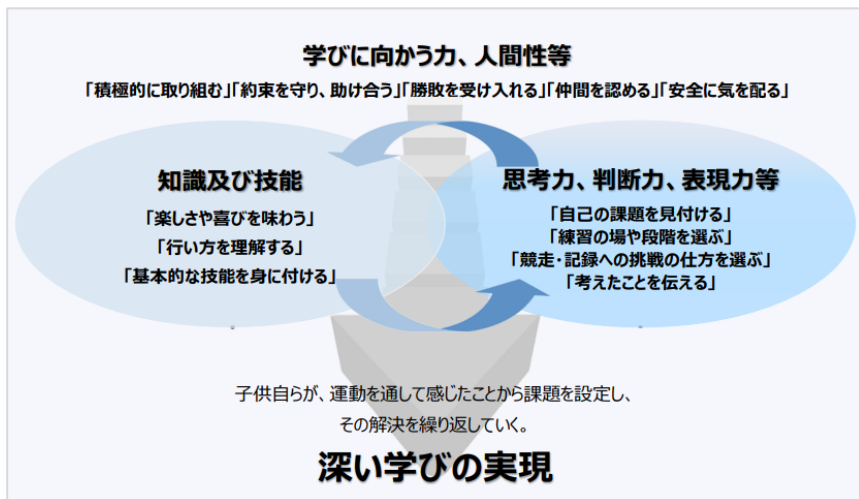 学びに向かう力、人間性等
「積極的に取り組む」「約束を守り、助け合う」「勝敗を受け入れる」「仲間を認める」「安全に気を配る」
知識及び技能
「楽しさや喜びを味わう」
「行い方を理解する」
「基本的な技能を身に付ける」
思考力、判断力、表現力等
「自己の課題を見付ける」
「練習の場や段階を選ぶ」
「競走・記録への挑戦の仕方を選ぶ」
「考えたことを伝える」
子供自らが、運動を通して感じたことから課題を設定し、
その解決を繰り返していく。
深い学びの実現